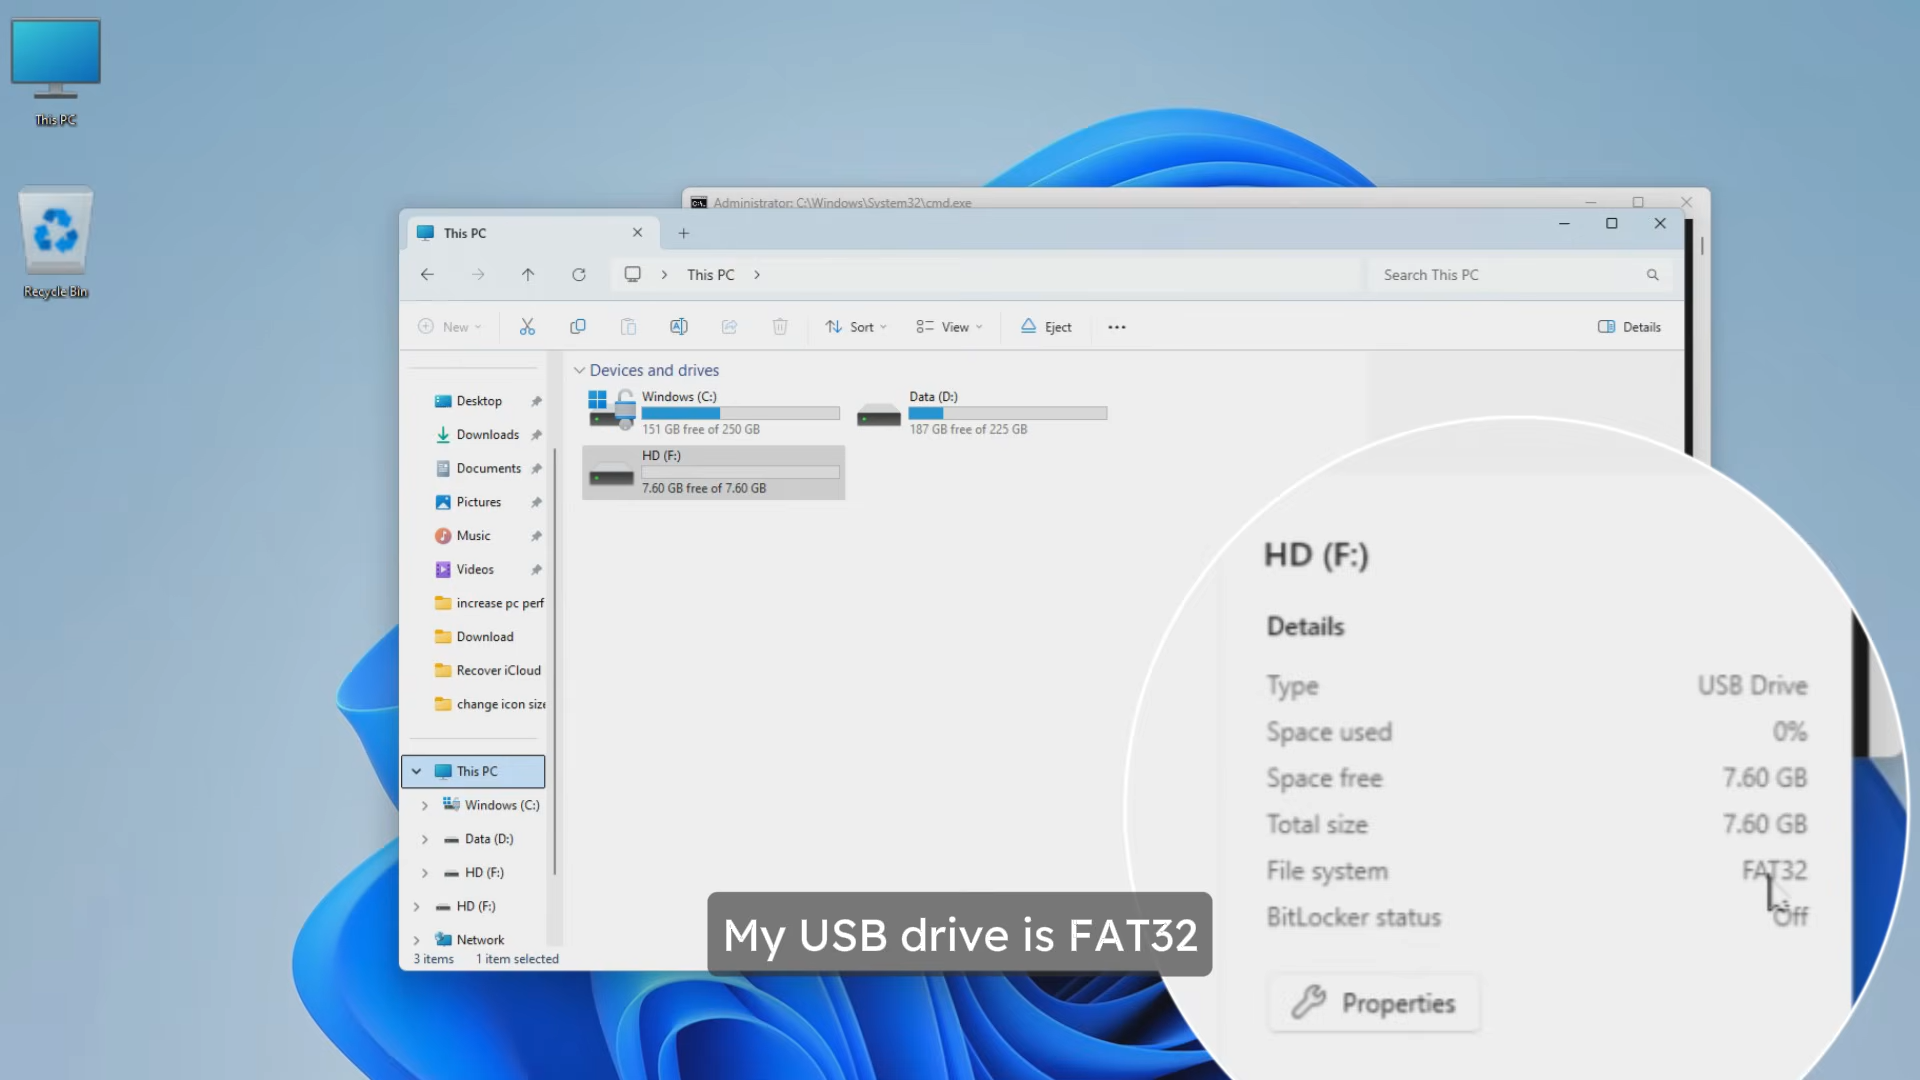 This PC
Recycle Bin
Administrator: C:\Windows\System32\cmd.exe
This PC
This PC
Search This PC
New
Sort
View
Eject
Details
Desktop
Downloads
Documents
Pictures
Music
Videos
increase pc perf
Download
Recover iCloud
change icon size
This PC
Windows (C:)
Data (D:)
HD (F:)
HD (F:)
Network
3 items 1 item selected
Devices and drives
Windows (C:)
151 GB free of 250 GB
Data (D:)
187 GB free of 225 GB
HD (F:)
7.60 GB free of 7.60 GB
HD (F:)
Details
Type USB Drive
Space used 0%
Space free 7.60 GB
Total size 7.60 GB
File system FAT32
BitLocker status Off
Properties
My USB drive is FAT32